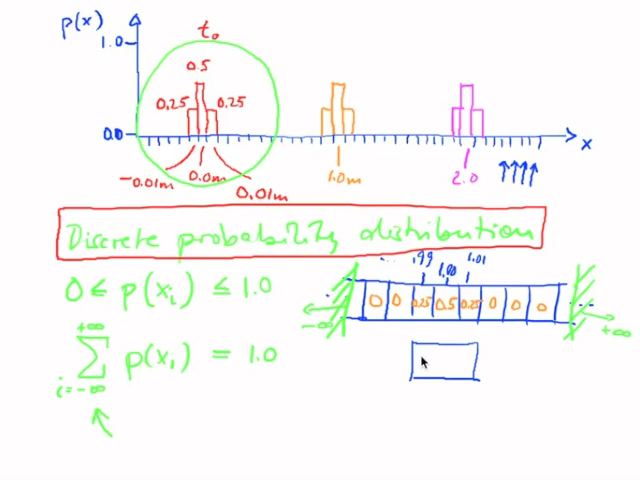 p(x)
t₀
1.0
0.5
0.25 0.25
0.0
x
-0.01m 0.0m 0.01m
1.0m
2.0
Discrete probability distribution
... .99 1.00 1.01
0 ≤ p(xᵢ) ≤ 1.0
0 0 0.25 0.5 0.25 0 0 0
-∞ +∞
+∞
∑ p(xᵢ) = 1.0
i=-∞